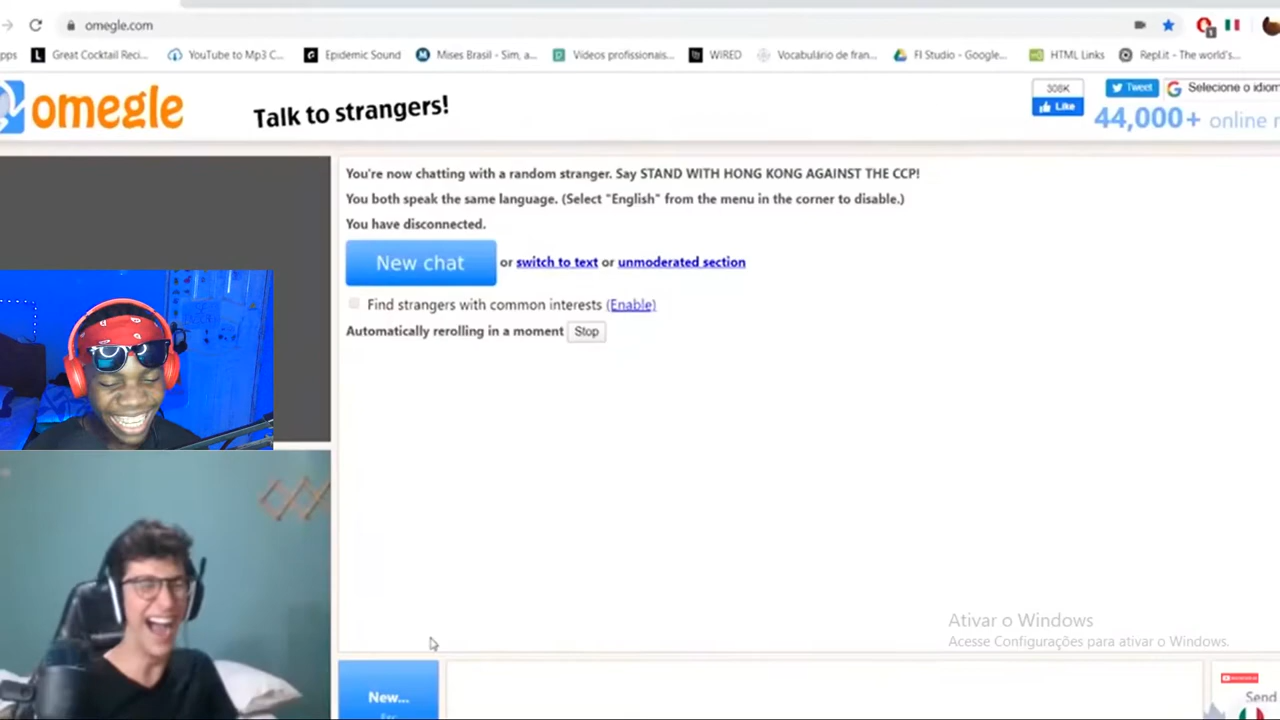 omegle.com
pps Great Cocktail Reci... YouTube to Mp3 C... Epidemic Sound Mises Brasil - Sim, a... Vídeos profissionais... WIRED Vocabulário de fran... FI Studio - Google... HTML Links Repl.it - The world's...
omegle Talk to strangers!
308K
Like
Tweet
Selecione o idiom
44,000+ online
You're now chatting with a random stranger. Say STAND WITH HONG KONG AGAINST THE CCP!
You both speak the same language. (Select "English" from the menu in the corner to disable.)
You have disconnected.
New chat or switch to text or unmoderated section
Find strangers with common interests (Enable)
Automatically rerolling in a moment Stop
Ativar o Windows
Acesse Configurações para ativar o Windows.
New...
Esc
Send